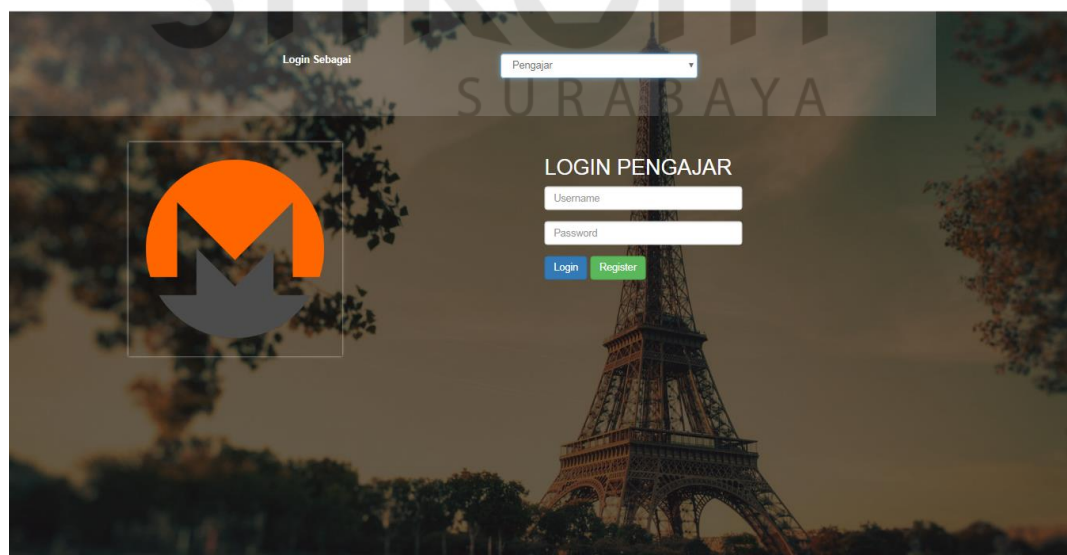 Login Sebagai
Pengajar
SURABAYA
LOGIN PENGAJAR
Username
Password
Login Register